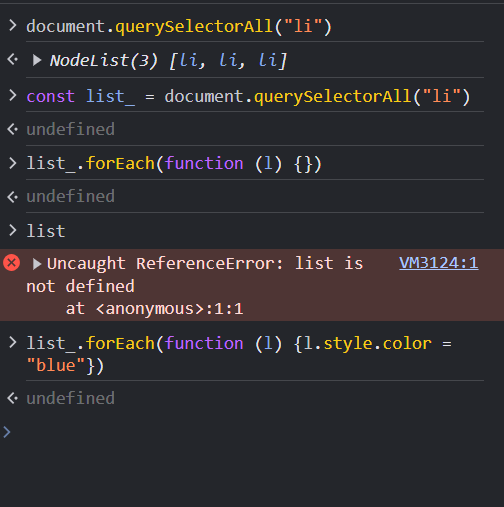 document.querySelectorAll("li")
NodeList(3) [li, li, li]
const list_ = document.querySelectorAll("li")
undefined
list_.forEach(function (l) {})
undefined
list
Uncaught ReferenceError: list is VM3124:1
not defined
at <anonymous>:1:1
list_.forEach(function (l) {l.style.color =
"blue"})
undefined